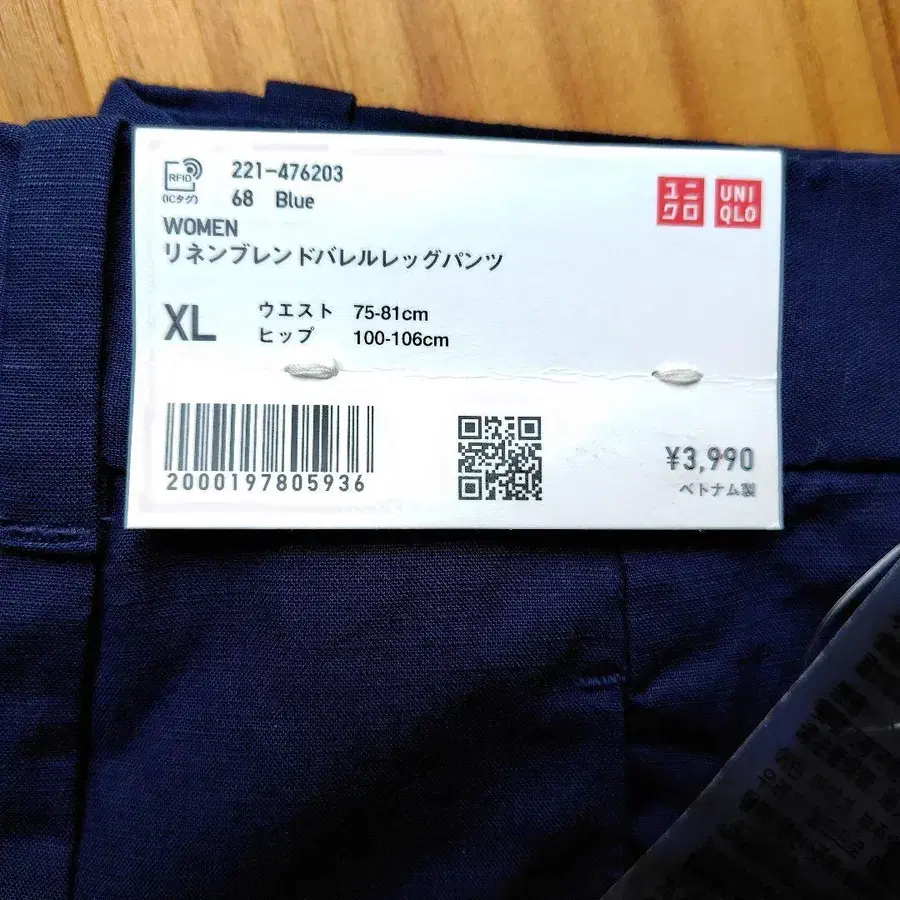 RFID
(ICタグ)
221-476203
68 Blue
WOMEN
リネンブレンドバレルレッグパンツ
ユニ
クロ
UNI
QLO
XL
ウエスト 75-81cm
ヒップ 100-106cm
2000197805936
¥3,990
ベトナム製